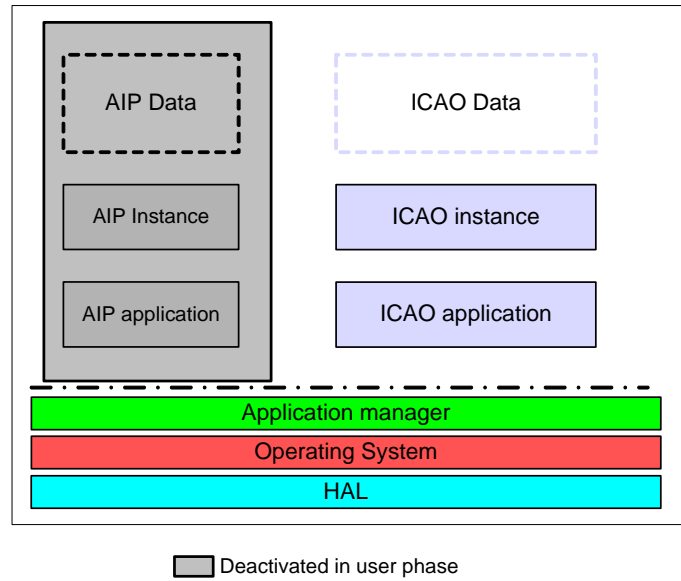 AIP Data
ICAO Data
AIP Instance
ICAO instance
AIP application
ICAO application
Application manager
Operating System
HAL
Deactivated in user phase